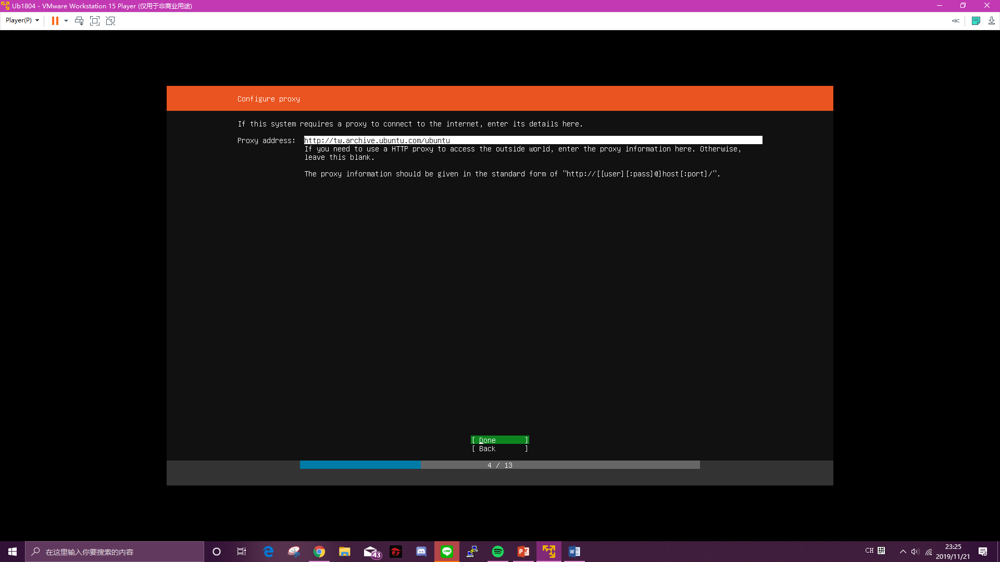 Ub1804 - VMware Workstation 15 Player (仅用于非商业用途)
Player(P)
Configure proxy
If this system requires a proxy to connect to the internet, enter its details here.
Proxy address: http://tw.archive.ubuntu.com/ubuntu
If you need to use a HTTP proxy to access the outside world, enter the proxy information here. Otherwise,
leave this blank.
The proxy information should be given in the standard form of "http://[[user][:pass]@]host[:port]/".
[ Done ]
[ Back ]
4 / 13
在这里输入你要搜索的内容
43
LINE
CH 拼
23:25
2019/11/21